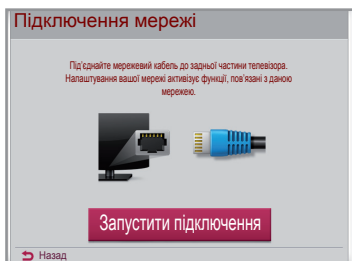 Підключення мережі
Під'єднайте мережевий кабель до задньої частини телевізора.
Налаштування вашої мережі активізує функції, пов'язані з даною
мережею.
Запустити підключення
Назад